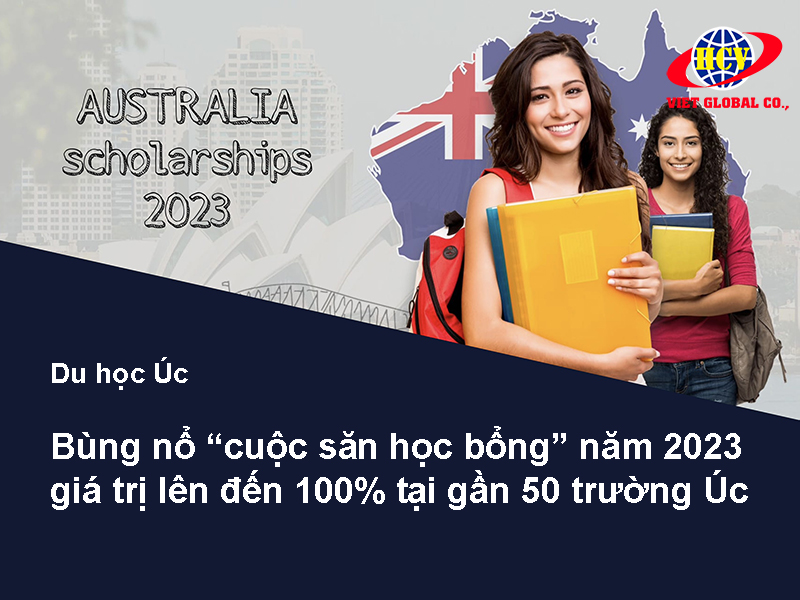 AUSTRALIA
scholarships
2023
HCY
VIET GLOBAL CO.,
Du học Úc
Bùng nổ “cuộc săn học bổng” năm 2023
giá trị lên đến 100% tại gần 50 trường Úc